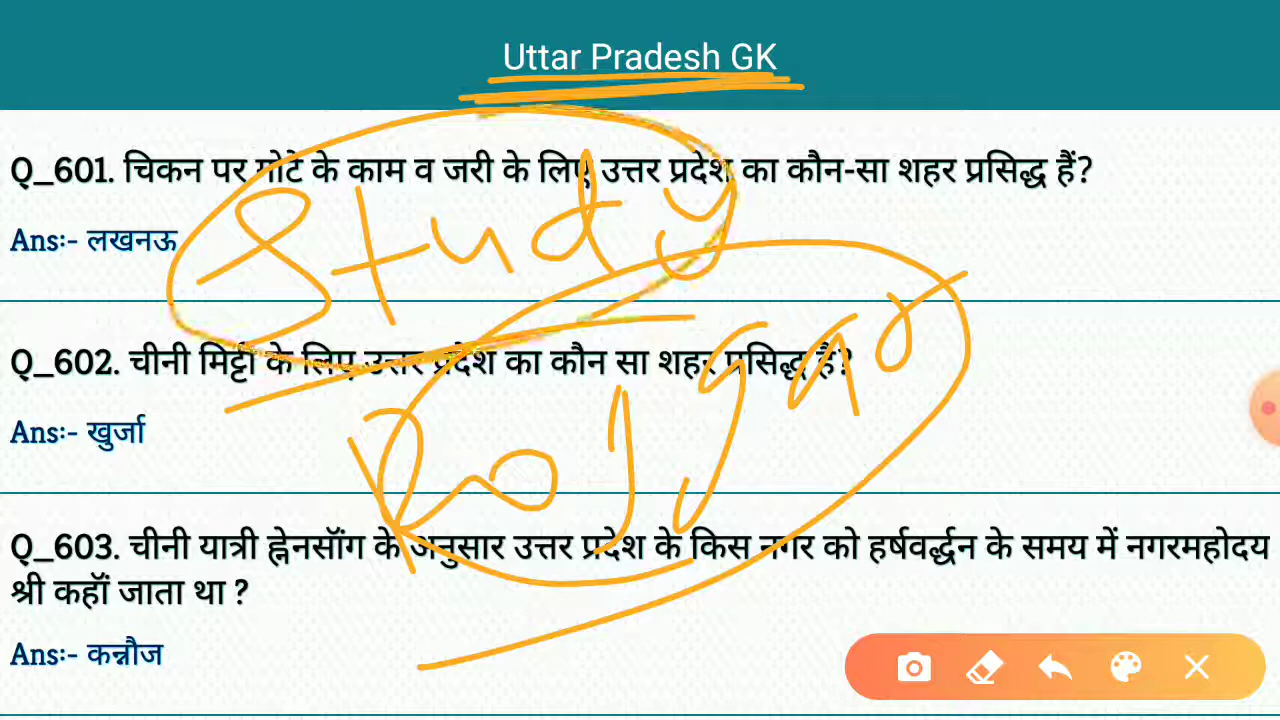 Uttar Pradesh GK
Q_601. चिकन पर गोटे के काम व जरी के लिए उत्तर प्रदेश का कौन-सा शहर प्रसिद्ध हैं?
Ans:- लखनऊ
Study
Q_602. चीनी मिट्टी के लिए उत्तर प्रदेश का कौन सा शहर प्रसिद्ध हैं?
Ans:- खुर्जा
Rojgar
Q_603. चीनी यात्री ह्वेनसॉंग के अनुसार उत्तर प्रदेश के किस नगर को हर्षवर्द्धन के समय में नगरमहोदय
श्री कहॉं जाता था ?
Ans:- कन्नौज